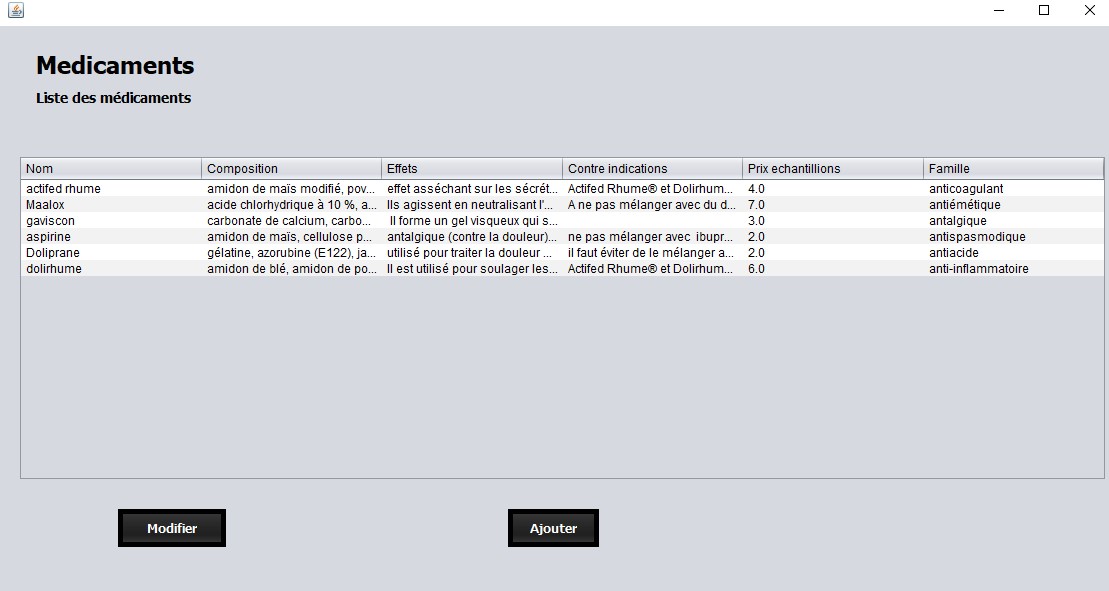 Medicaments
Liste des médicaments
Nom Composition Effets Contre indications Prix echantillions Famille
actifed rhume amidon de maïs modifié, pov... effet asséchant sur les sécrét... Actifed Rhume® et Dolirhum... 4.0 anticoagulant
Maalox acide chlorhydrique à 10 %, a... Ils agissent en neutralisant l'... A ne pas mélanger avec du d... 7.0 antiémétique
gaviscon carbonate de calcium, carbo... Il forme un gel visqueux qui s... 3.0 antalgique
aspirine amidon de maïs, cellulose p... antalgique (contre la douleur)... ne pas mélanger avec ibupr... 2.0 antispasmodique
Doliprane gélatine, azorubine (E122), ja... utilisé pour traiter la douleur ... il faut éviter de le mélanger a... 2.0 antiacide
dolirhume amidon de blé, amidon de po... Il est utilisé pour soulager les... Actifed Rhume® et Dolirhum... 6.0 anti-inflammatoire
Modifier Ajouter